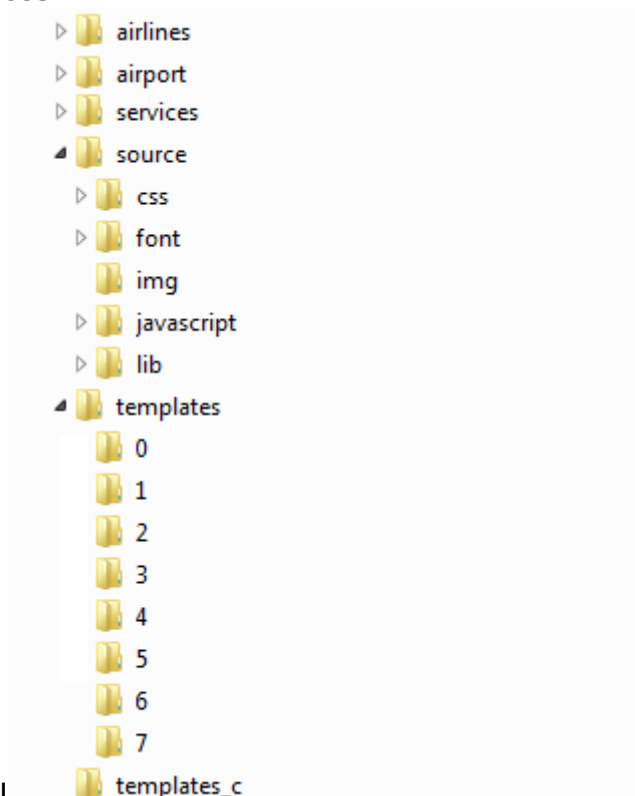 airlines
airport
services
source
css
font
img
javascript
lib
templates
0
1
2
3
4
5
6
7
templates_c